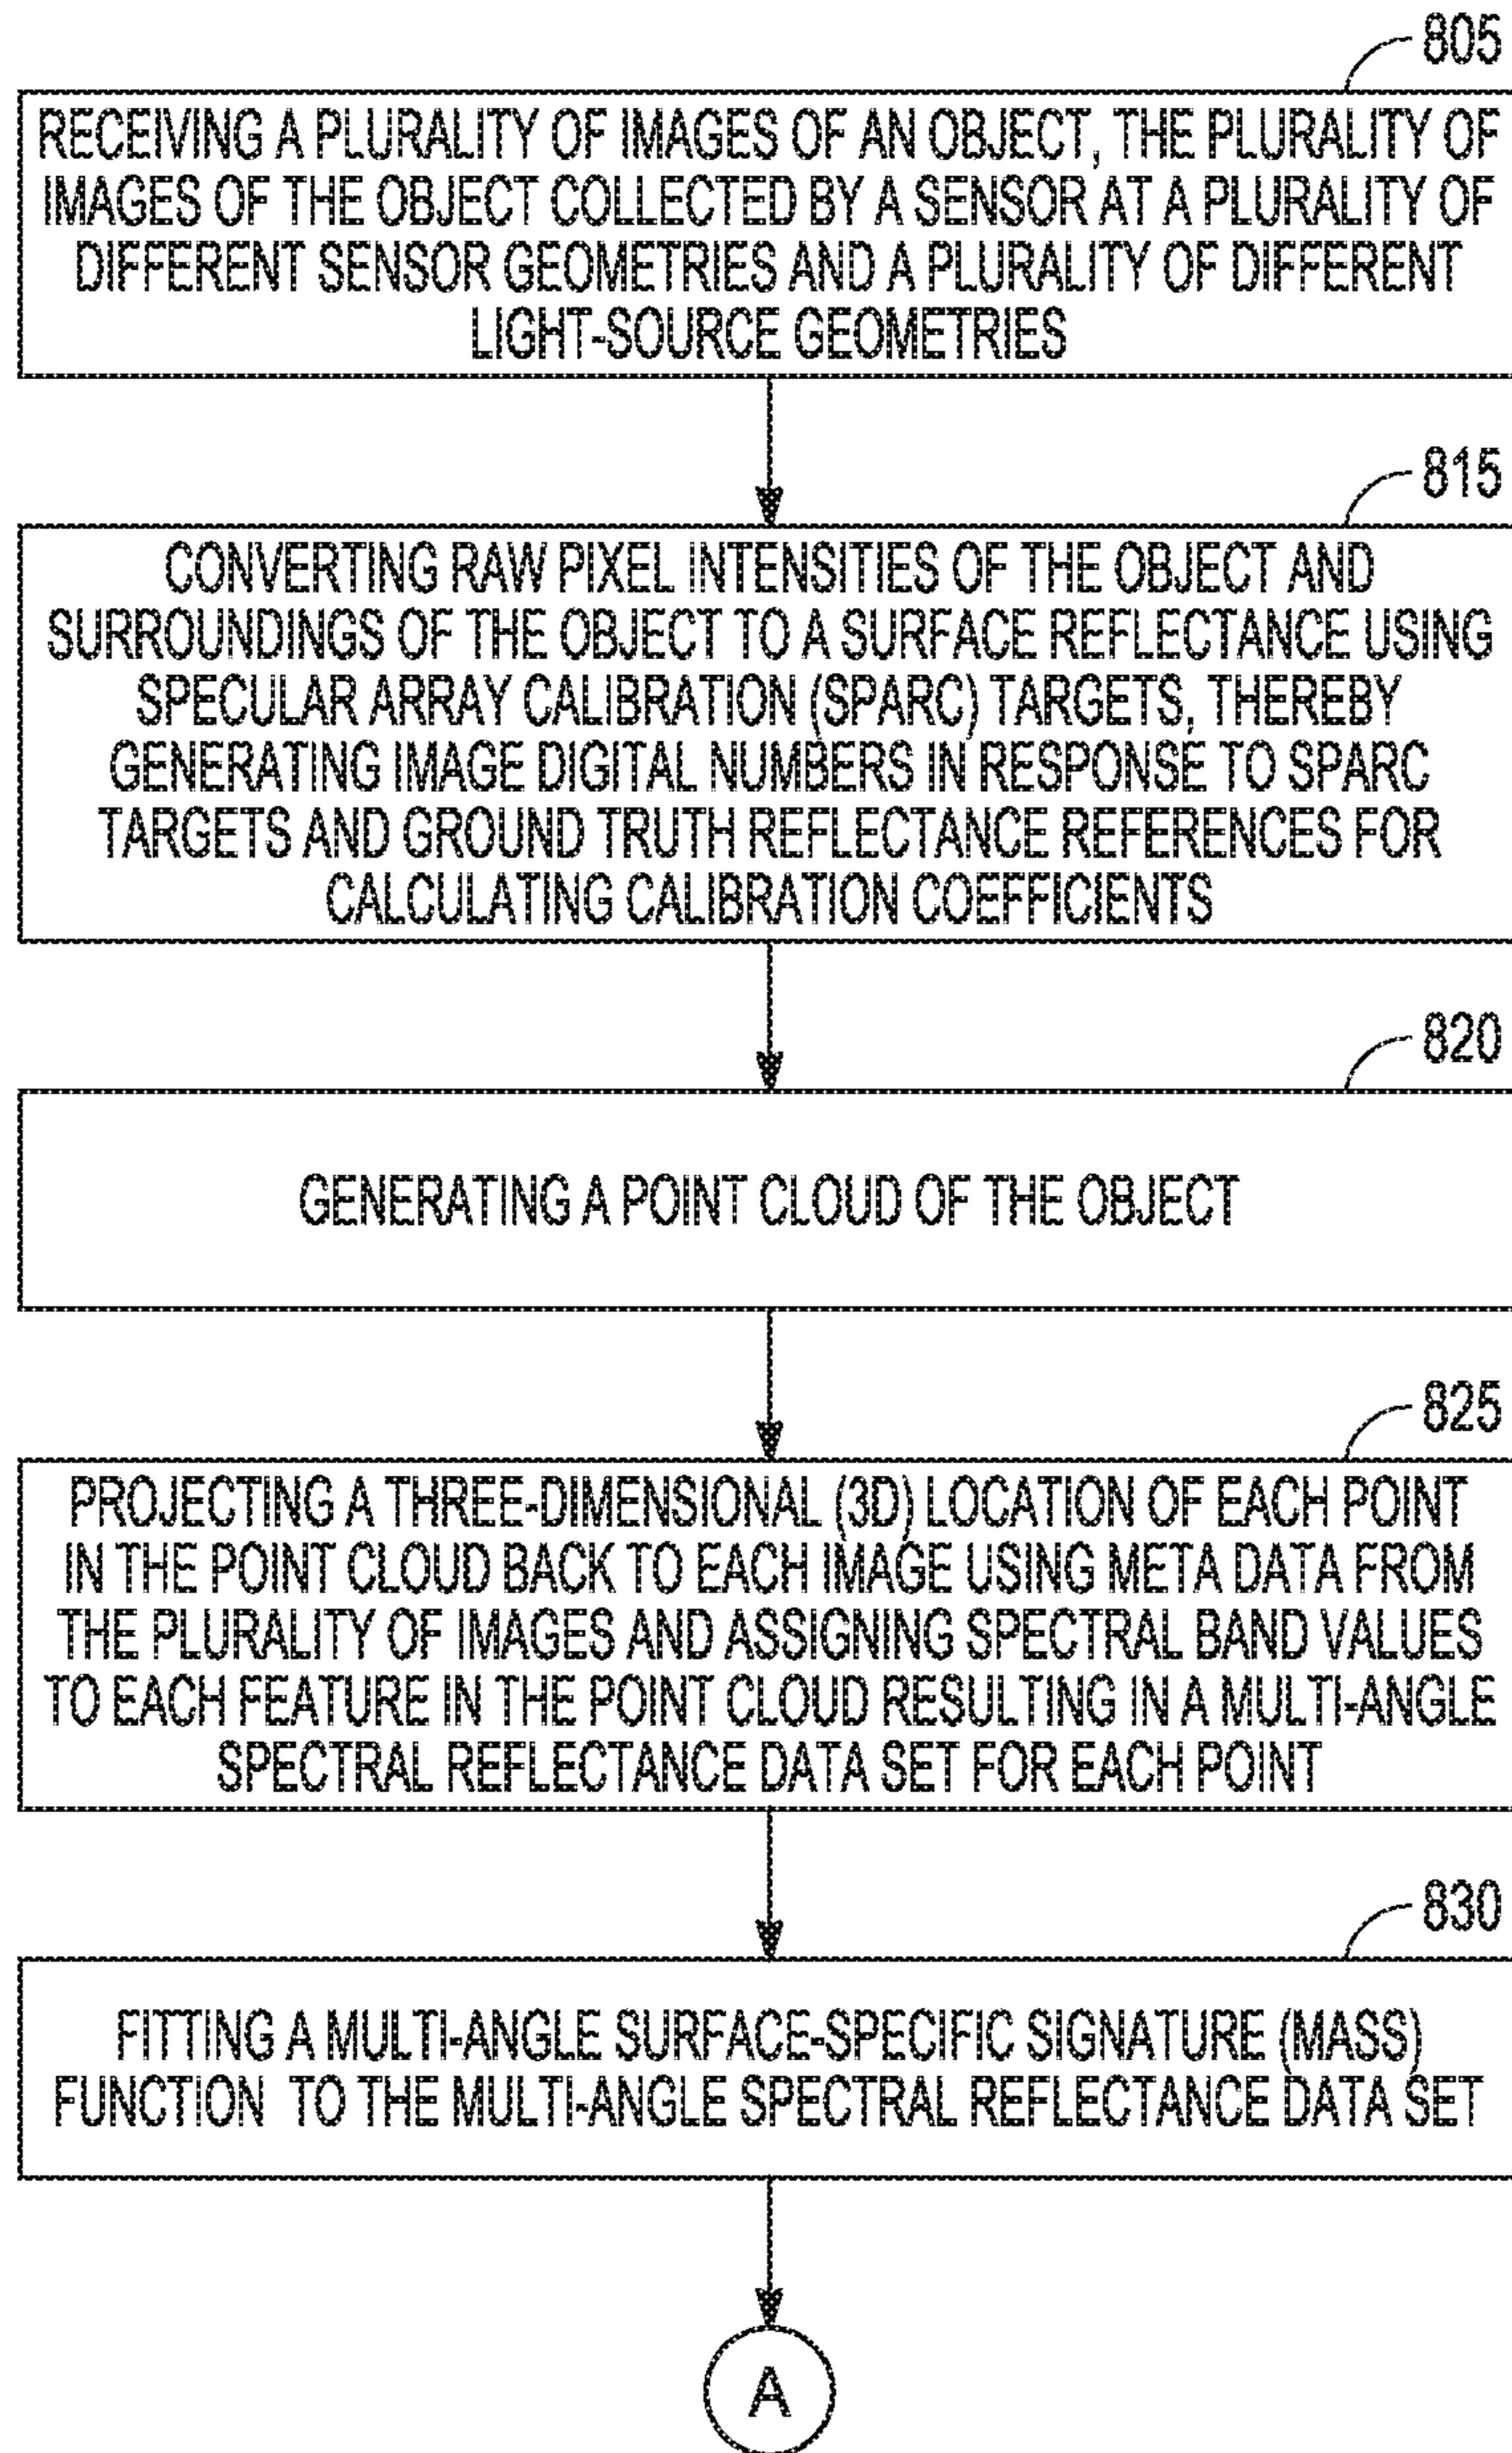 805
RECEIVING A PLURALITY OF IMAGES OF AN OBJECT, THE PLURALITY OF
IMAGES OF THE OBJECT COLLECTED BY A SENSOR AT A PLURALITY OF
DIFFERENT SENSOR GEOMETRIES AND A PLURALITY OF DIFFERENT
LIGHT-SOURCE GEOMETRIES
815
CONVERTING RAW PIXEL INTENSITIES OF THE OBJECT AND
SURROUNDINGS OF THE OBJECT TO A SURFACE REFLECTANCE USING
SPECULAR ARRAY CALIBRATION (SPARC) TARGETS, THEREBY
GENERATING IMAGE DIGITAL NUMBERS IN RESPONSE TO SPARC
TARGETS AND GROUND TRUTH REFLECTANCE REFERENCES FOR
CALCULATING CALIBRATION COEFFICIENTS
820
GENERATING A POINT CLOUD OF THE OBJECT
825
PROJECTING A THREE-DIMENSIONAL (3D) LOCATION OF EACH POINT
IN THE POINT CLOUD BACK TO EACH IMAGE USING META DATA FROM
THE PLURALITY OF IMAGES AND ASSIGNING SPECTRAL BAND VALUES
TO EACH FEATURE IN THE POINT CLOUD RESULTING IN A MULTI-ANGLE
SPECTRAL REFLECTANCE DATA SET FOR EACH POINT
830
FITTING A MULTI-ANGLE SURFACE-SPECIFIC SIGNATURE (MASS)
FUNCTION TO THE MULTI-ANGLE SPECTRAL REFLECTANCE DATA SET
A